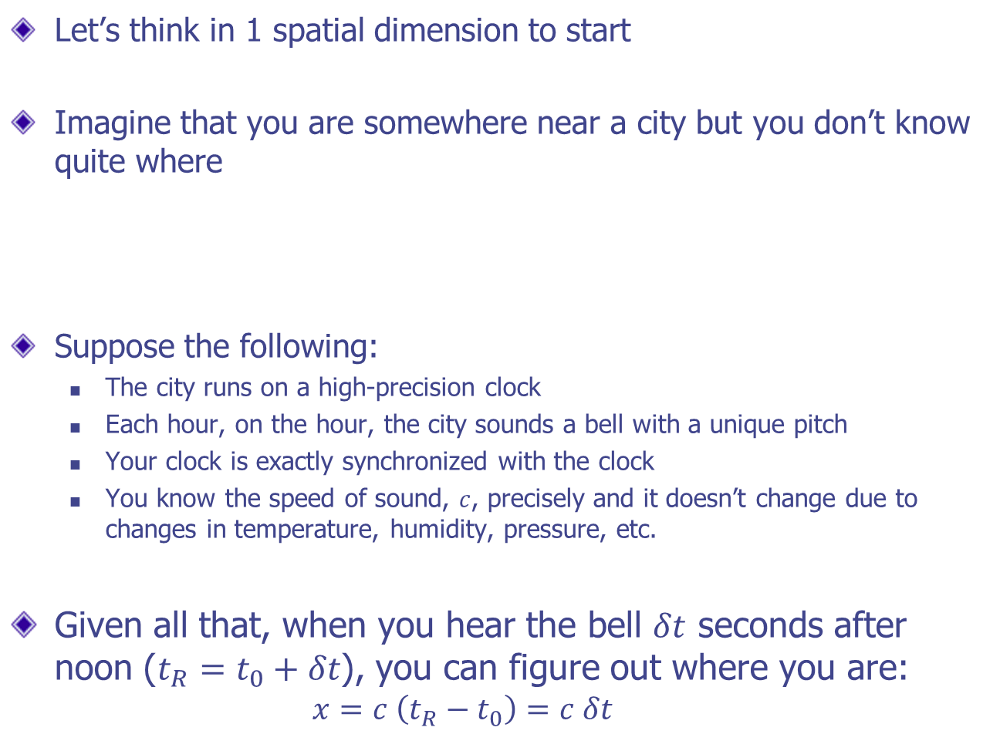 Let's think in 1 spatial dimension to start
Imagine that you are somewhere near a city but you don't know
quite where
Suppose the following:
The city runs on a high-precision clock
Each hour, on the hour, the city sounds a bell with a unique pitch
Your clock is exactly synchronized with the clock
You know the speed of sound, c, precisely and it doesn't change due to
changes in temperature, humidity, pressure, etc.
Given all that, when you hear the bell δt seconds after
noon (t_R = t_0 + δt), you can figure out where you are:
x = c (t_R − t_0) = c δt